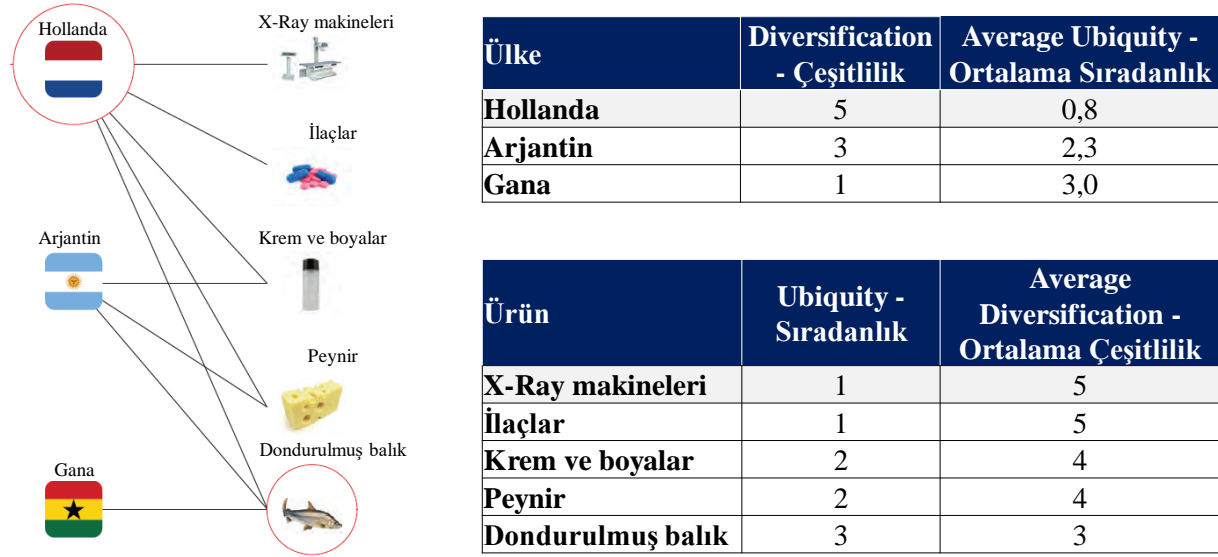 Hollanda
X-Ray makineleri
İlaçlar
Arjantin
Krem ve boyalar
Peynir
Gana
Dondurulmuş balık
Ülke Diversification - Çeşitlilik Average Ubiquity - Ortalama Sıradanlık
Hollanda 5 0,8
Arjantin 3 2,3
Gana 1 3,0
Ürün Ubiquity - Sıradanlık Average Diversification - Ortalama Çeşitlilik
X-Ray makineleri 1 5
İlaçlar 1 5
Krem ve boyalar 2 4
Peynir 2 4
Dondurulmuş balık 3 3